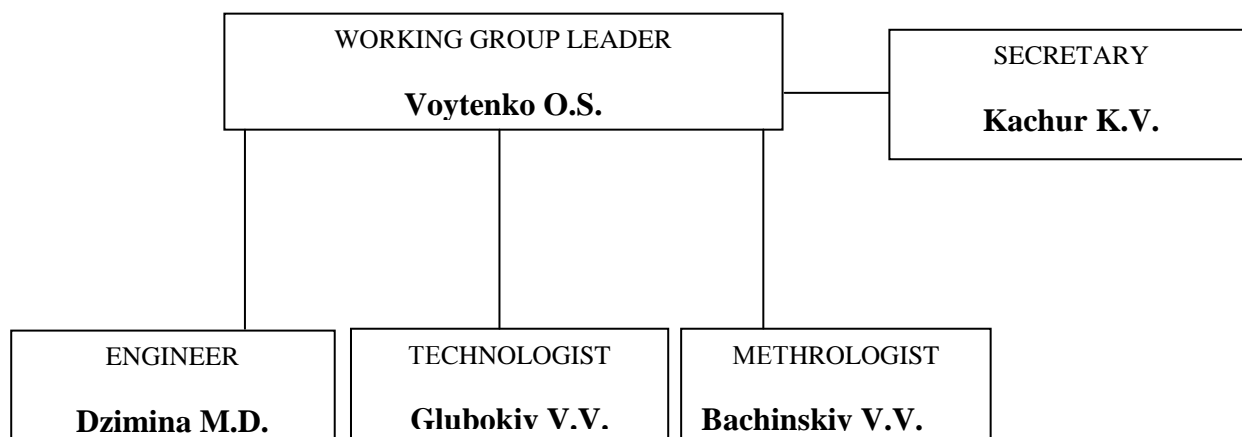 WORKING GROUP LEADER
Voytenko O.S.
SECRETARY
Kachur K.V.
ENGINEER
Dzimina M.D.
TECHNOLOGIST
Glubokiy V.V.
METHROLOGIST
Bachinskiy V.V.